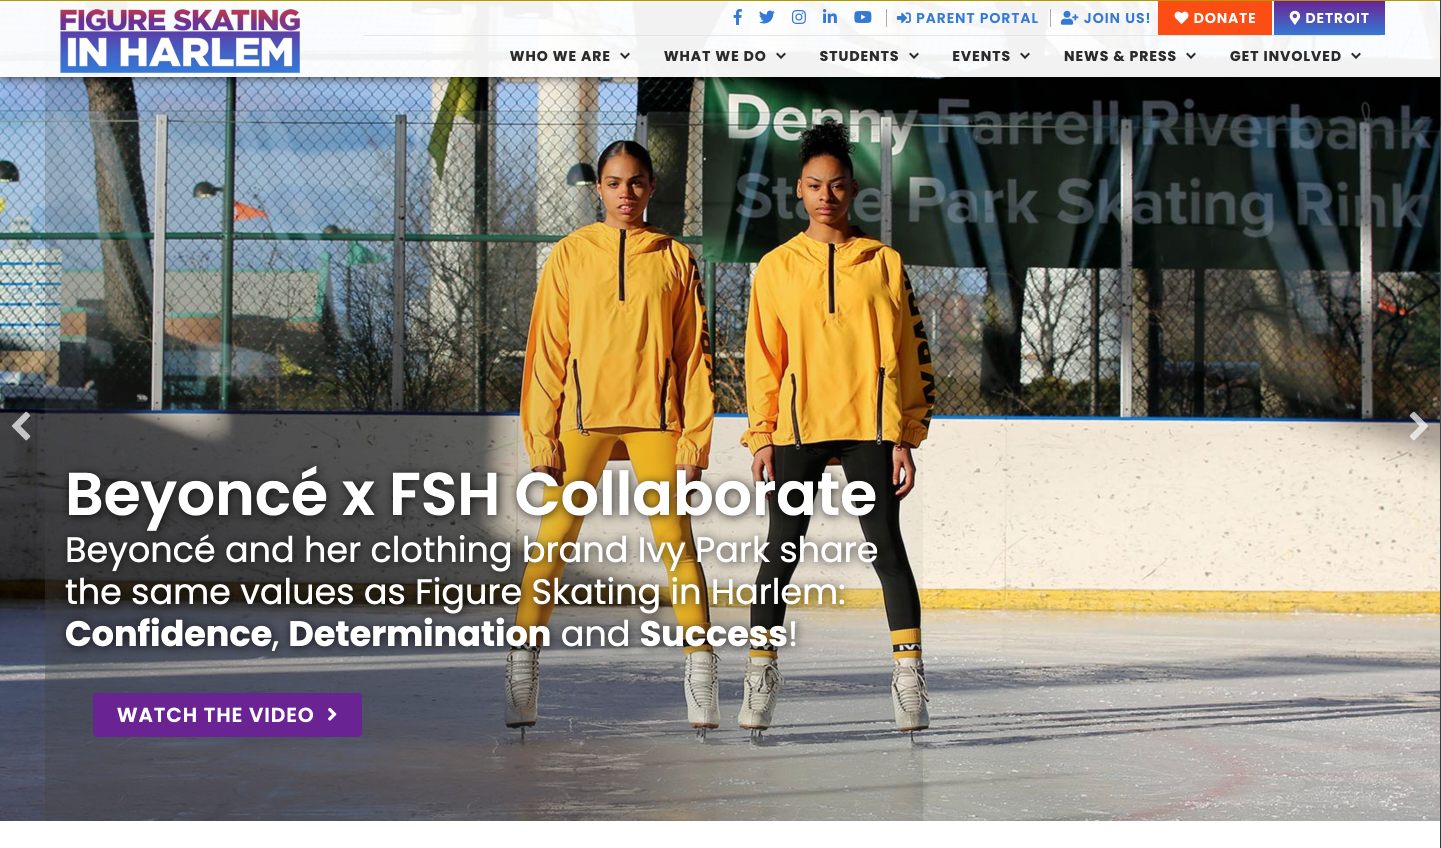 FIGURE SKATING
IN HARLEM
PARENT PORTAL
JOIN US!
DONATE
DETROIT
WHO WE ARE
WHAT WE DO
STUDENTS
EVENTS
NEWS & PRESS
GET INVOLVED
Denny Farrell Riverbank
State Park Skating Rink
Beyoncé x FSH Collaborate
Beyoncé and her clothing brand Ivy Park share
the same values as Figure Skating in Harlem:
Confidence, Determination and Success!
WATCH THE VIDEO